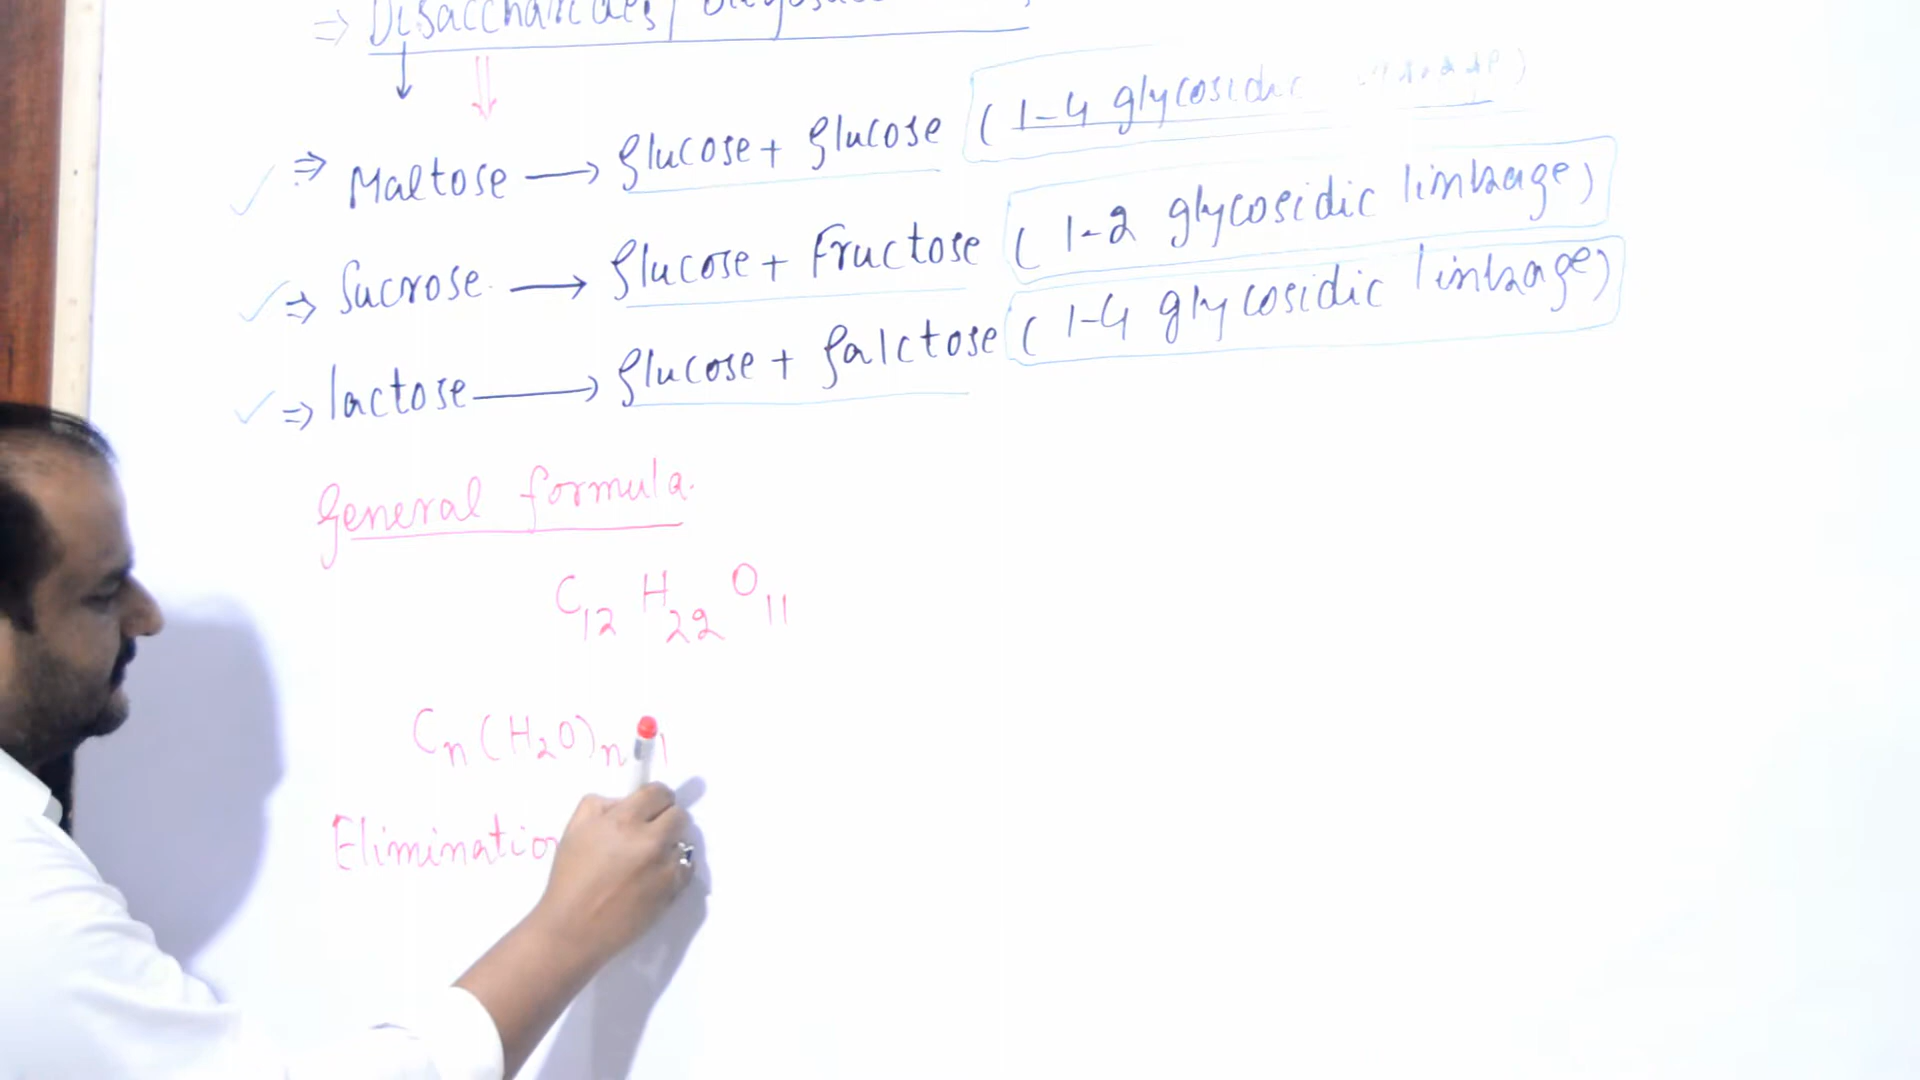 ⇒ Disaccharides /
⇒ Maltose → glucose + glucose ( 1-4 glycosidic
⇒ Sucrose → glucose + Fructose ( 1-2 glycosidic linkage)
⇒ lactose → glucose + galctose ( 1-4 glycosidic linkage)
General formula.
C12 H22 O11
Cn(H2O)n
Elimination